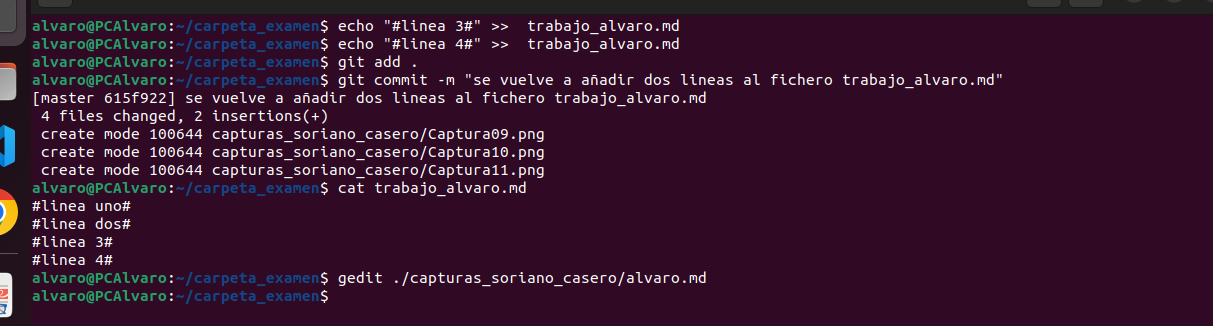 alvaro@PCAlvaro:~/carpeta_examen$ echo "#linea 3#" >>  trabajo_alvaro.md
alvaro@PCAlvaro:~/carpeta_examen$ echo "#linea 4#" >>  trabajo_alvaro.md
alvaro@PCAlvaro:~/carpeta_examen$ git add .
alvaro@PCAlvaro:~/carpeta_examen$ git commit -m "se vuelve a añadir dos lineas al fichero trabajo_alvaro.md"
[master 615f922] se vuelve a añadir dos lineas al fichero trabajo_alvaro.md
 4 files changed, 2 insertions(+)
 create mode 100644 capturas_soriano_casero/Captura09.png
 create mode 100644 capturas_soriano_casero/Captura10.png
 create mode 100644 capturas_soriano_casero/Captura11.png
alvaro@PCAlvaro:~/carpeta_examen$ cat trabajo_alvaro.md
#linea uno#
#linea dos#
#linea 3#
#linea 4#
alvaro@PCAlvaro:~/carpeta_examen$ gedit ./capturas_soriano_casero/alvaro.md
alvaro@PCAlvaro:~/carpeta_examen$